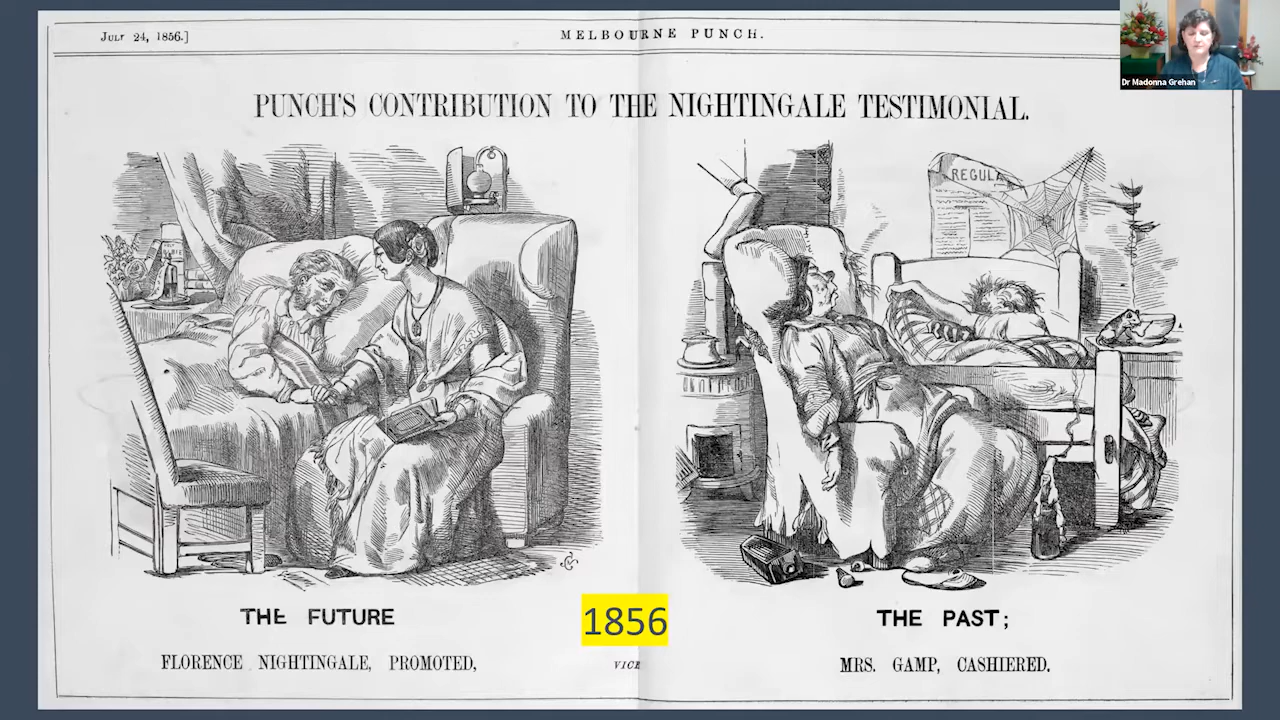 JULY 24, 1856.]
MELBOURNE PUNCH.
Dr Madonna Grehan
PUNCH'S CONTRIBUTION TO THE NIGHTINGALE TESTIMONIAL.
REGULA
THE FUTURE
1856
THE PAST;
FLORENCE NIGHTINGALE, PROMOTED,
VICE
MRS. GAMP, CASHIERED.